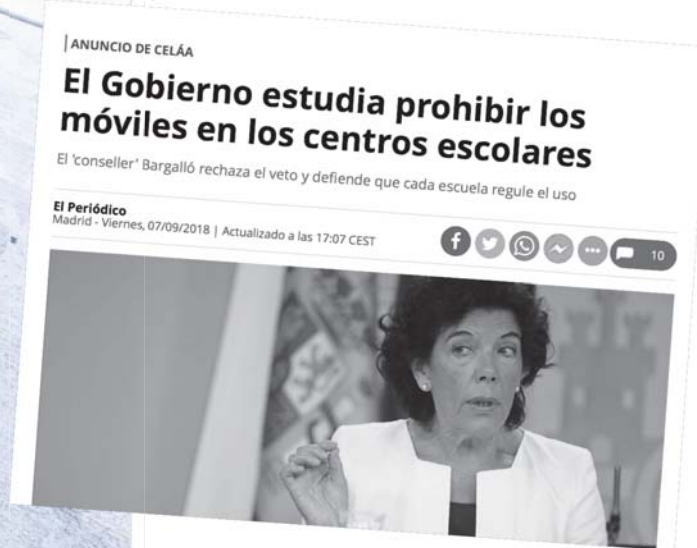 ANUNCIO DE CELÁA
El Gobierno estudia prohibir los
móviles en los centros escolares
El 'conseller' Bargalló rechaza el veto y defiende que cada escuela regule el uso
El Periódico
Madrid - Viernes, 07/09/2018 | Actualizado a las 17:07 CEST
10